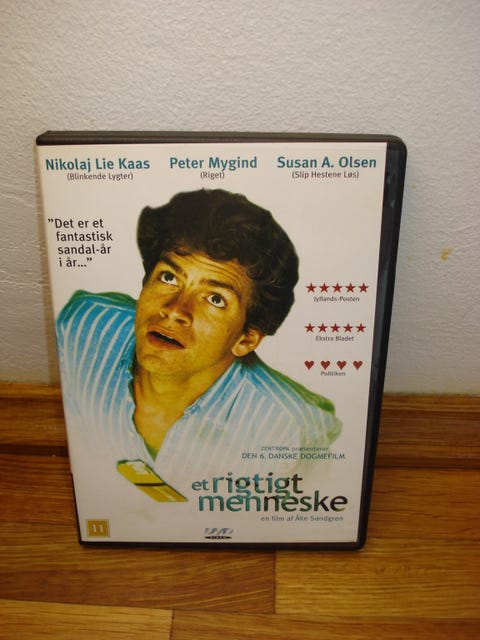 Nikolaj Lie Kaas
(Blinkende Lygter)
Peter Mygind
(Riget)
Susan A. Olsen
(Slip Hestene Løs)
"Det er et
fantastisk
sandal-år
i år..."
★★★★★
Jyllands-Posten
★★★★★
Ekstra Bladet
♥ ♥ ♥ ♥
Politiken
ZENTROPA præsenterer
DEN 6. DANSKE DOGMEFILM
et rigtigt
menneske
en film af Åke Sandgren
DVD
VIDEO